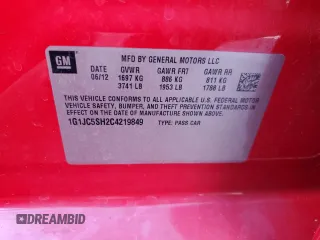 GM
MFD BY GENERAL MOTORS LLC
DATE GVWR GAWR FRT GAWR RR
06/12 1697 KG 886 KG 811 KG
3741 LB 1953 LB 1788 LB
THIS VEHICLE CONFORMS TO ALL APPLICABLE U.S. FEDERAL MOTOR
VEHICLE SAFETY, BUMPER, AND THEFT PREVENTION STANDARDS IN
EFFECT ON THE DATE OF MANUFACTURE SHOWN ABOVE.
1G1JC5SH2C4219849 TYPE: PASS CAR
DREAMBID